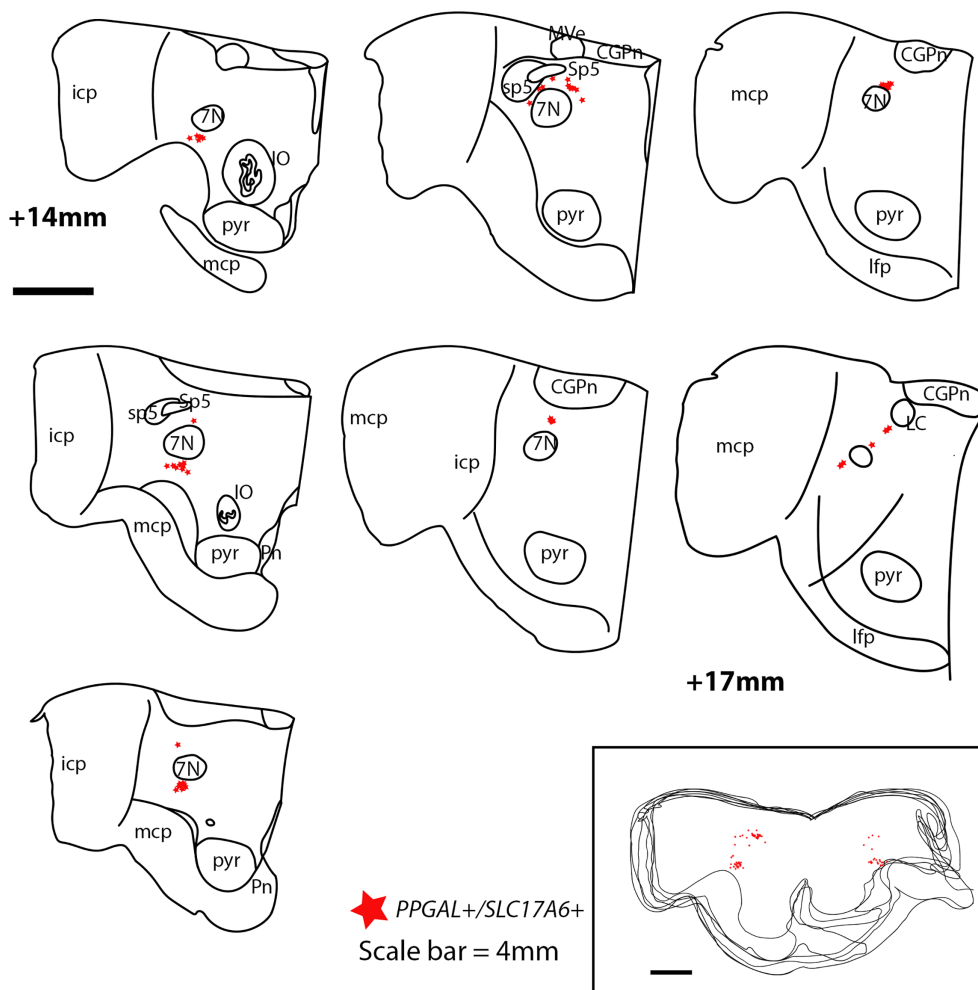 icp
7N
IO
pyr
mcp
+14mm
MVe
CGPn
Sp5
sp5
7N
pyr
CGPn
mcp
7N
pyr
lfp
sp5
Sp5
icp
7N
IO
mcp
pyr
Pn
CGPn
mcp
7N
icp
pyr
CGPn
LC
mcp
pyr
lfp
+17mm
icp
7N
mcp
pyr
Pn
PPGAL+/SLC17A6+
Scale bar = 4mm